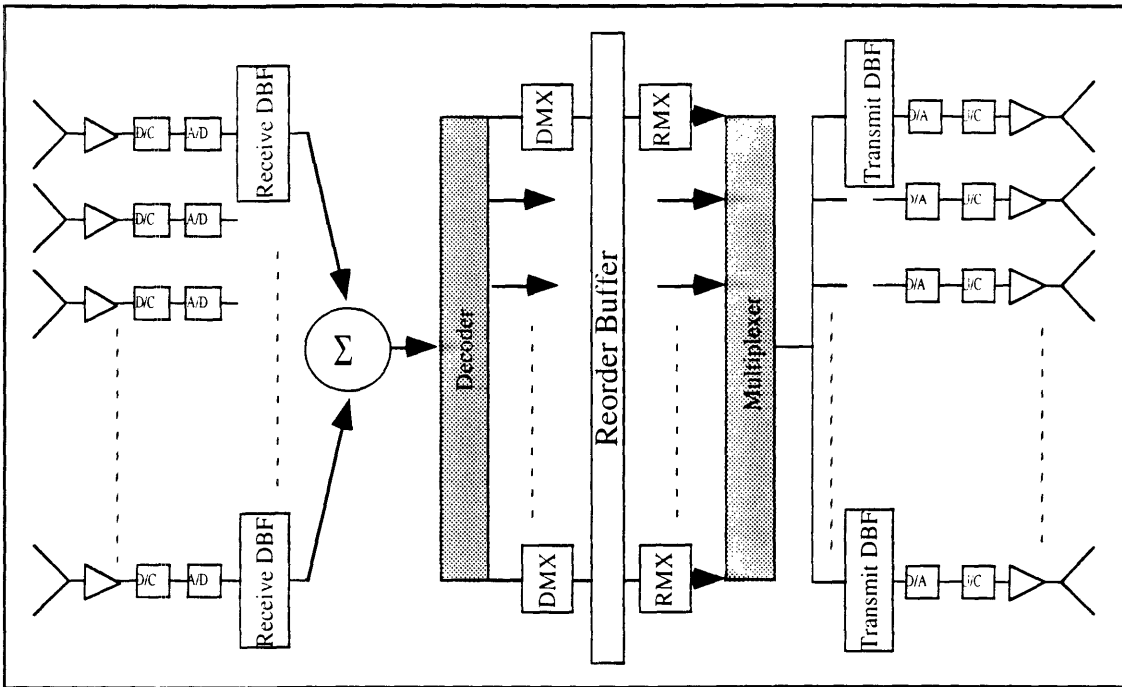 D/C
A/D
Receive DBF
D/C
A/D
D/C
A/D
D/C
A/D
Receive DBF
Σ
Decoder
DMX
DMX
Reorder Buffer
RMX
RMX
Multiplexer
Transmit DBF
D/A
D/A
D/A
Transmit DBF
D/A